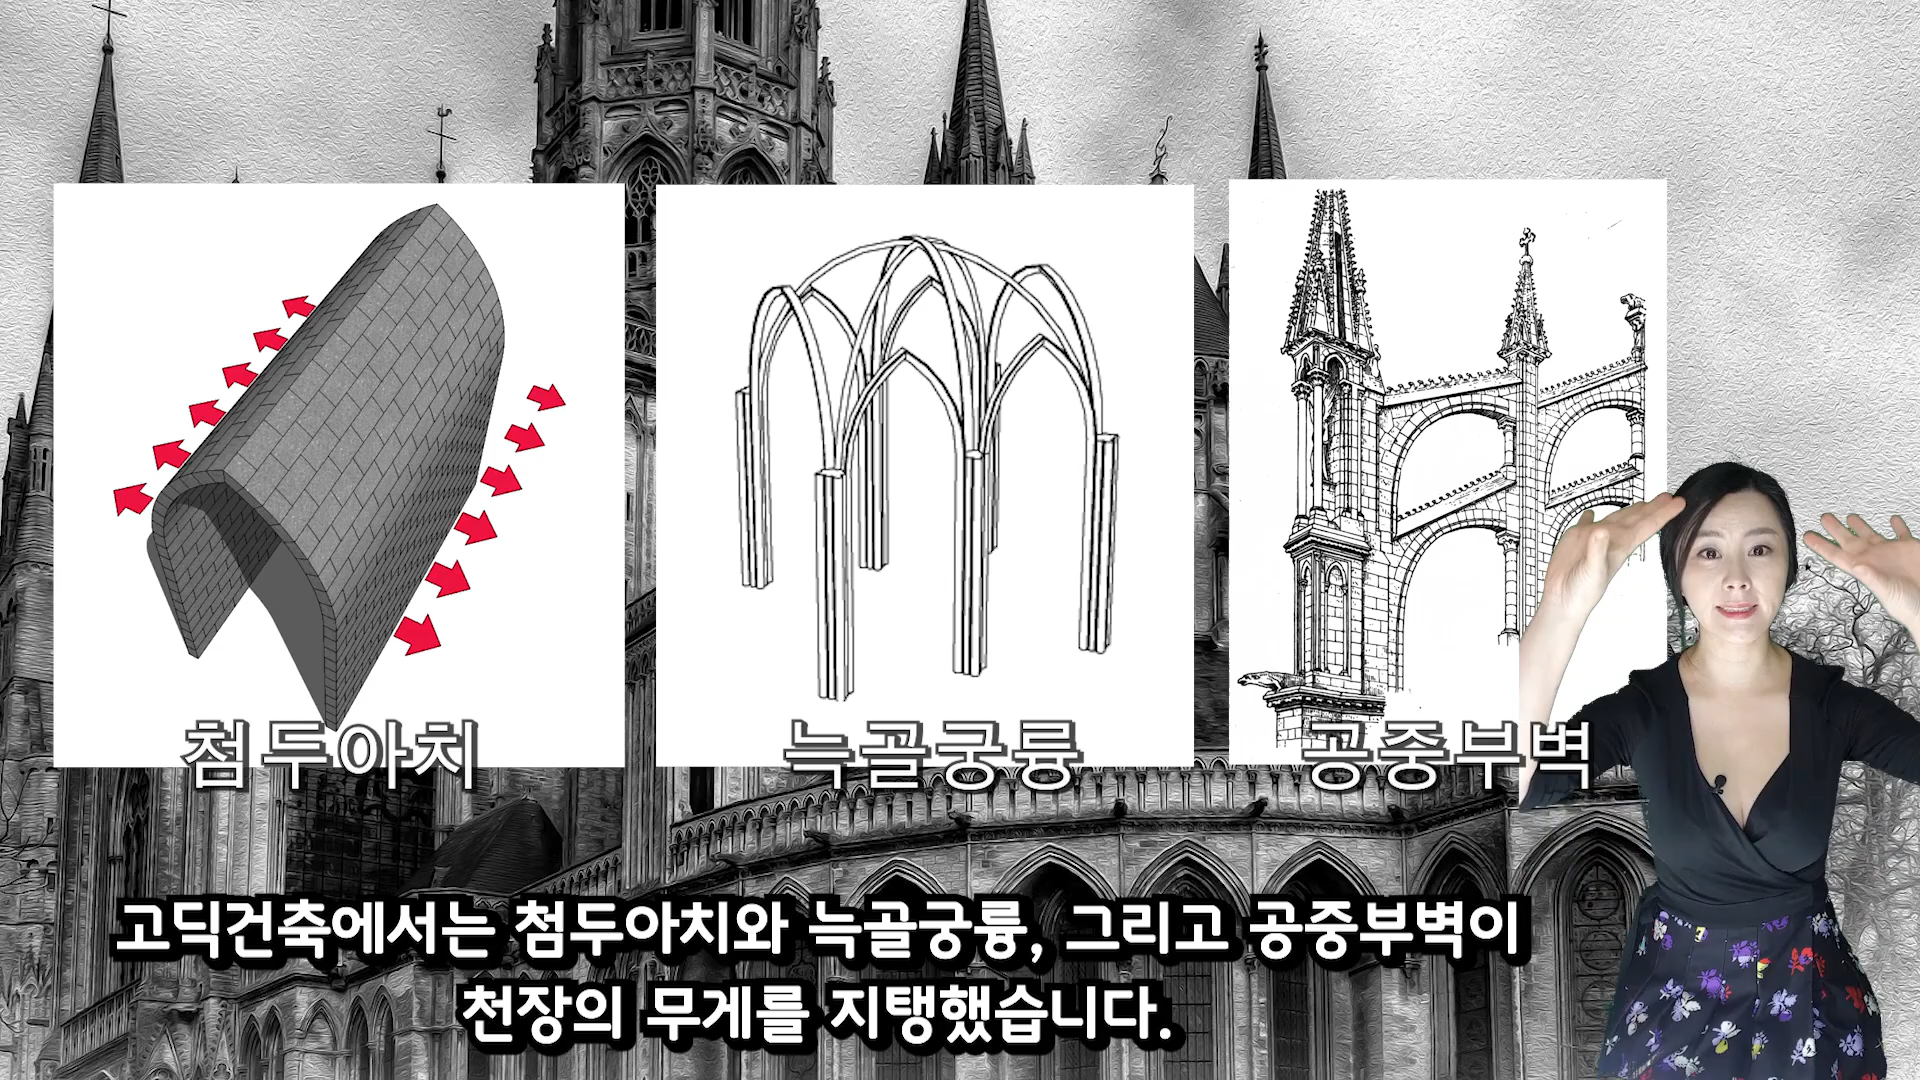 첨두아치
늑골궁륭
공중부벽
고딕건축에서는 첨두아치와 늑골궁륭, 그리고 공중부벽이
천장의 무게를 지탱했습니다.